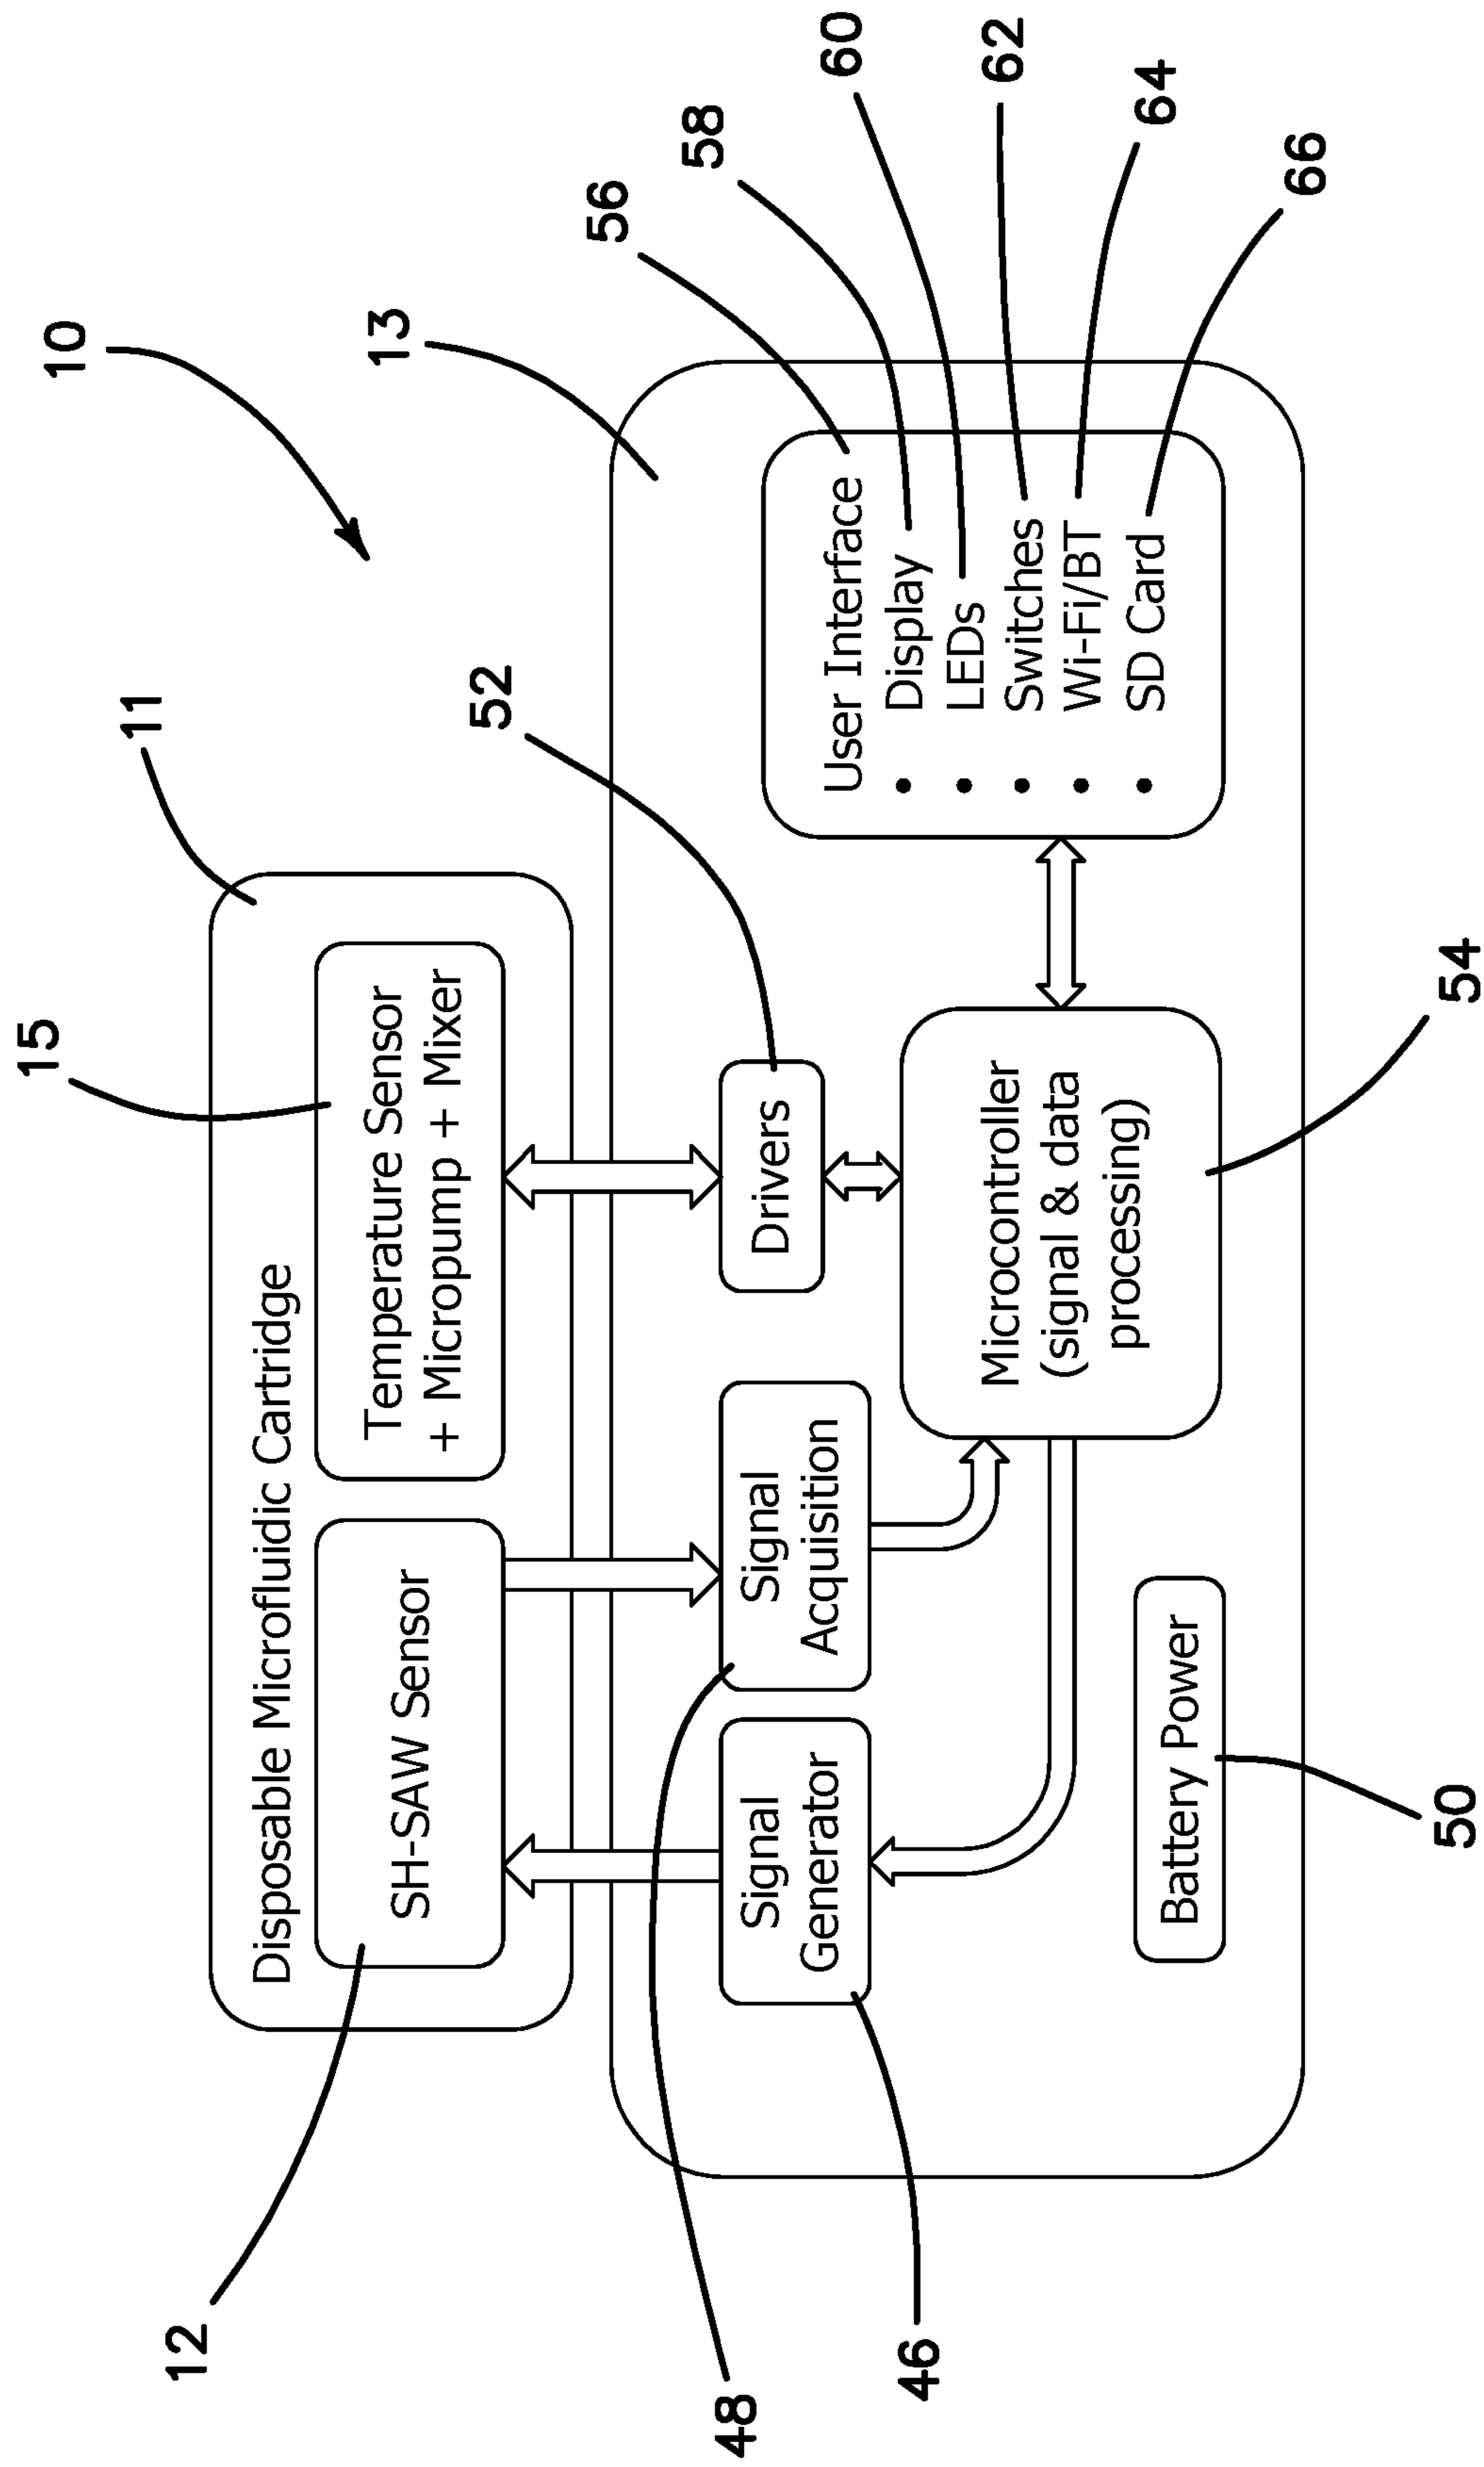 10
11
15
Disposable Microfluidic Cartridge
SH-SAW Sensor
Temperature Sensor
+ Micropump + Mixer
12
13
52
Signal
Generator
Signal
Acquisition
Drivers
48
46
Microcontroller
(signal & data
processing)
54
Battery Power
50
User Interface
• Display
• LEDs
• Switches
• Wi-Fi/BT
• SD Card
56
58
60
62
64
66